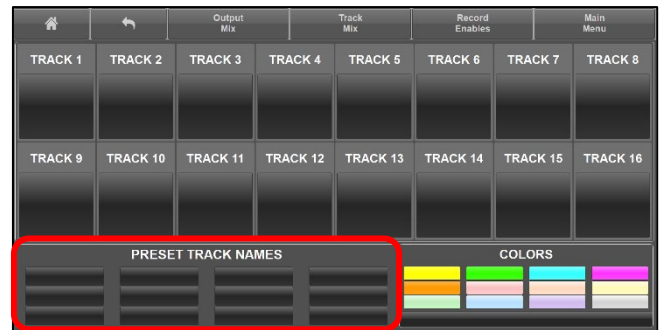 Output Mix
Track Mix
Record Enables
Main Menu
TRACK 1 TRACK 2 TRACK 3 TRACK 4 TRACK 5 TRACK 6 TRACK 7 TRACK 8
TRACK 9 TRACK 10 TRACK 11 TRACK 12 TRACK 13 TRACK 14 TRACK 15 TRACK 16
PRESET TRACK NAMES
COLORS